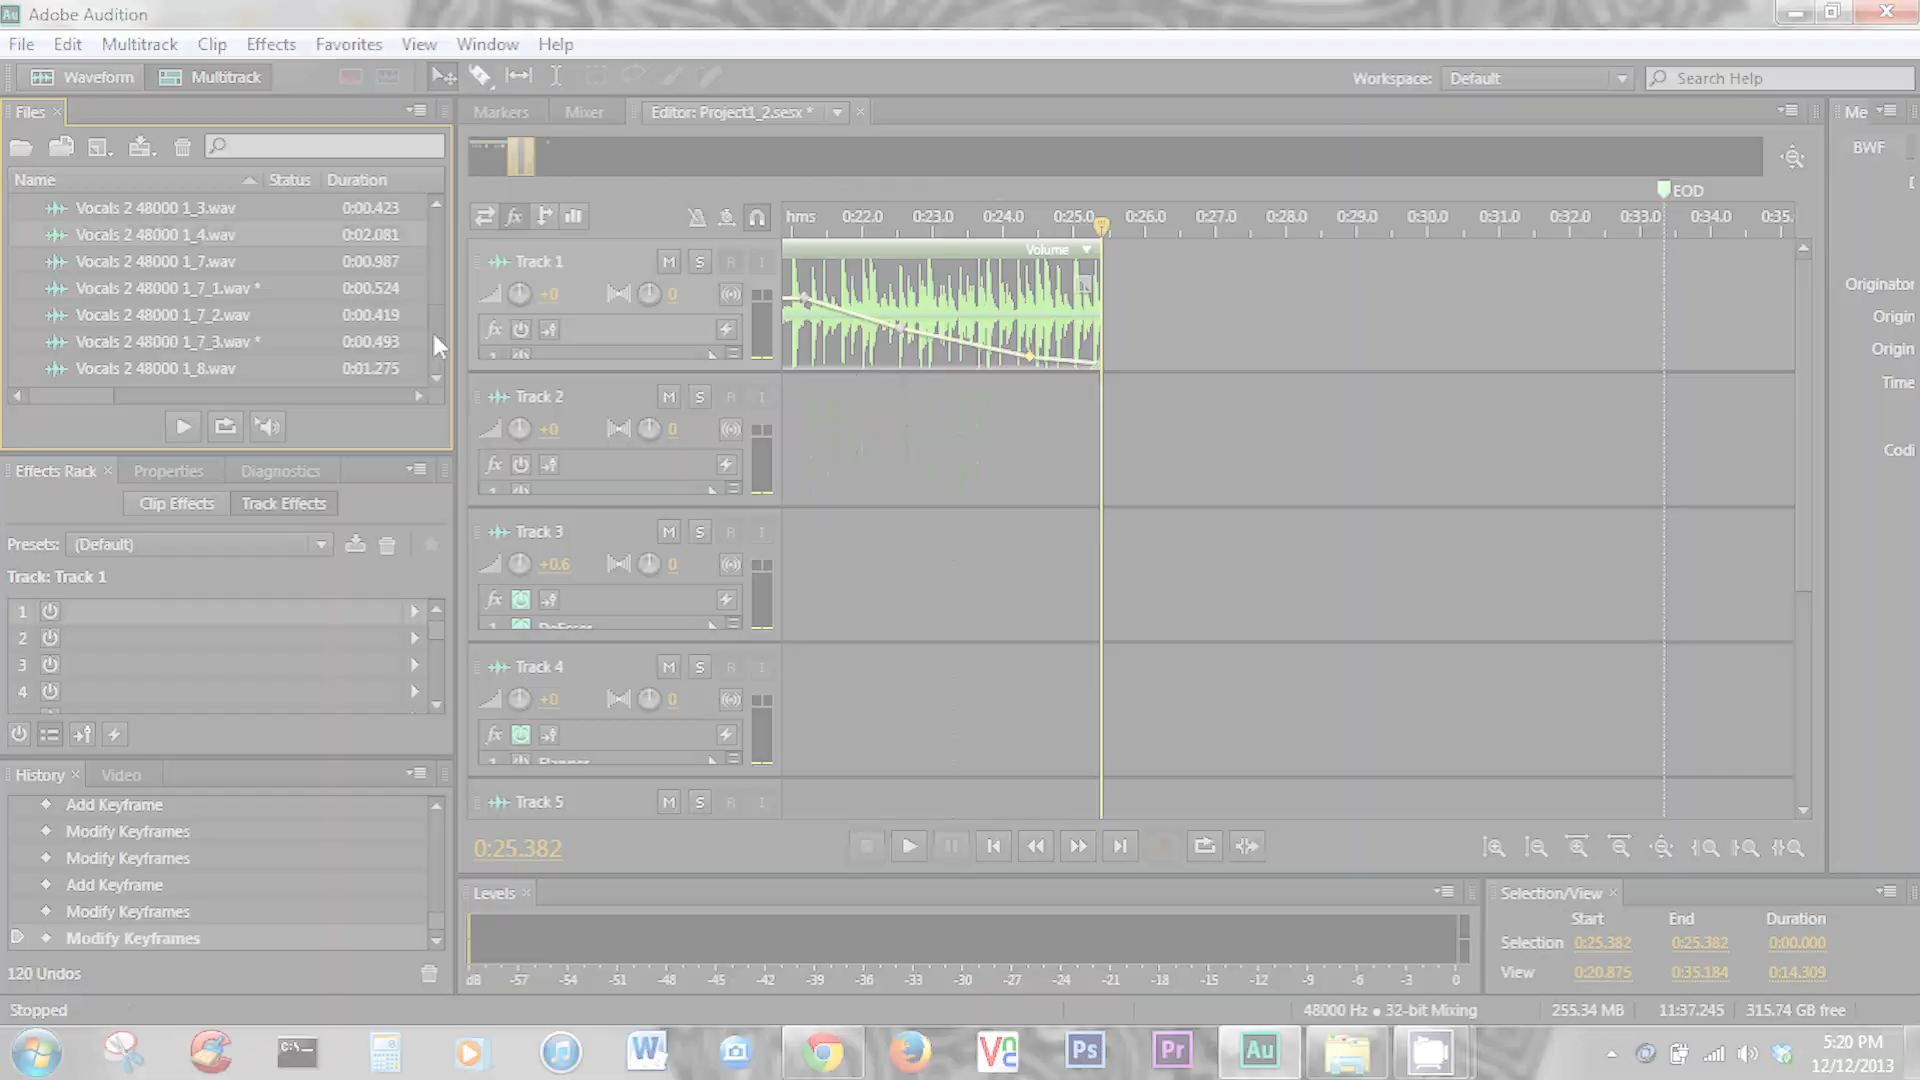 Adobe Audition
File Edit Multitrack Clip Effects Favorites View Window Help
Waveform Multitrack Workspace: Default Search Help
Files Markers Mixer Editor: Project1_2.sesx * Me
BWF
Name Status Duration
EOD
Vocals 2 48000 1_3.wav 0:00.423
Vocals 2 48000 1_4.wav 0:02.081
Vocals 2 48000 1_7.wav 0:00.987
Vocals 2 48000 1_7_1.wav * 0:00.524
Vocals 2 48000 1_7_2.wav 0:00.419
Vocals 2 48000 1_7_3.wav * 0:00.493
Vocals 2 48000 1_8.wav 0:01.275
hms 0:22.0 0:23.0 0:24.0 0:25.0 0:26.0 0:27.0 0:28.0 0:29.0 0:30.0 0:31.0 0:32.0 0:33.0 0:34.0 0:35.
Volume
Track 1 M S R I
+0 0
fx
Track 2 M S R I
+0 0
fx
Track 3 M S R I
+0.6 0
fx
Track 4 M S R I
+0 0
fx
Track 5 M S R I
Originator
Origin
Origin
Time
Codi
Effects Rack Properties Diagnostics
Clip Effects Track Effects
Presets: (Default)
Track: Track 1
1
2
3
4
History Video
Add Keyframe
Modify Keyframes
Modify Keyframes
Add Keyframe
Modify Keyframes
Modify Keyframes
120 Undos
0:25.382
Levels
dB -57 -54 -51 -48 -45 -42 -39 -36 -33 -30 -27 -24 -21 -18 -15 -12 -9 -6 -3 0
Selection/View
Start End Duration
Selection 0:25.382 0:25.382 0:00.000
View 0:20.875 0:35.184 0:14.309
Stopped 48000 Hz ● 32-bit Mixing 255.34 MB 11:37.245 315.74 GB free
5:20 PM
12/12/2013
Ps Pr Au